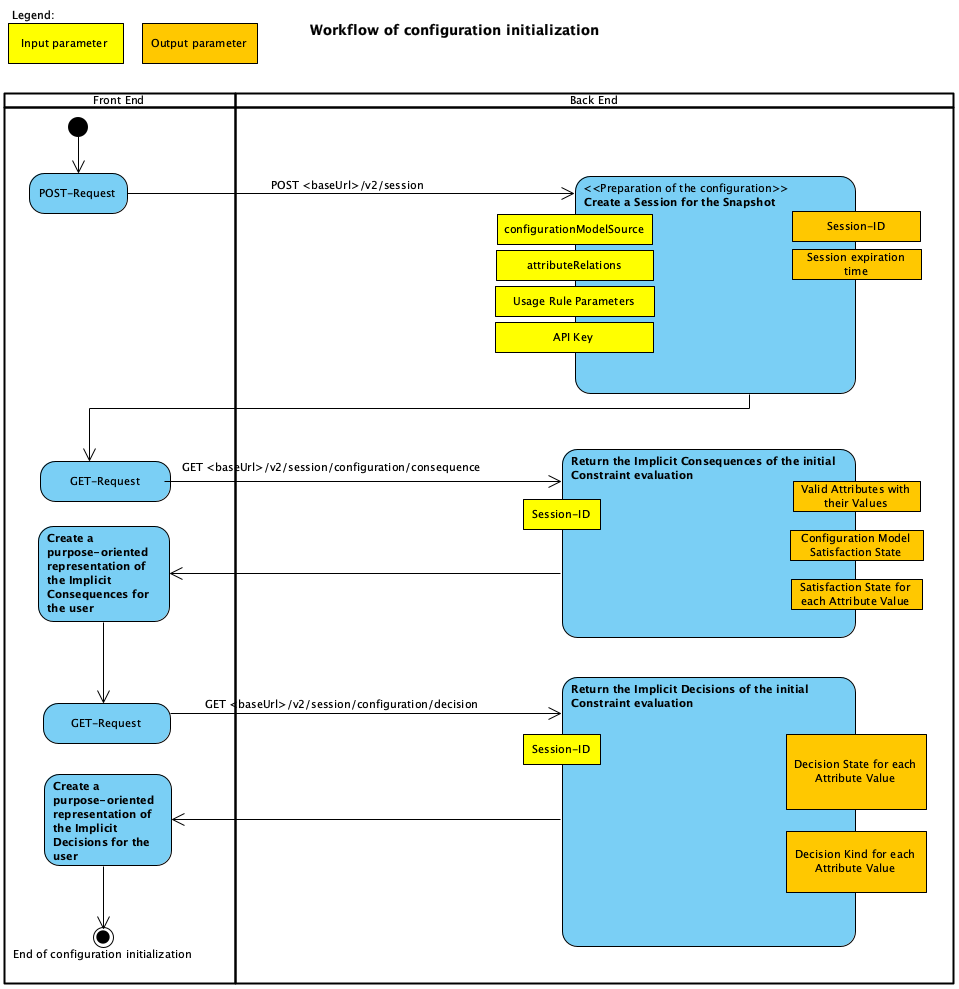 Legend:
Input parameter
Output parameter
Workflow of configuration initialization
Front End
Back End
POST-Request
POST <baseUrl>/v2/session
<<Preparation of the configuration>>
Create a Session for the Snapshot
configurationModelSource
attributeRelations
Usage Rule Parameters
API Key
Session-ID
Session expiration
time
GET-Request
GET <baseUrl>/v2/session/configuration/consequence
Return the Implicit Consequences of the initial
Constraint evaluation
Session-ID
Valid Attributes with
their Values
Configuration Model
Satisfaction State
Satisfaction State for
each Attribute Value
Create a
purpose-oriented
representation of
the Implicit
Consequences for
the user
GET-Request
GET <baseUrl>/v2/session/configuration/decision
Return the Implicit Decisions of the initial
Constraint evaluation
Session-ID
Decision State for each
Attribute Value
Decision Kind for each
Attribute Value
Create a
purpose-oriented
representation of
the Implicit
Decisions for the
user
End of configuration initialization